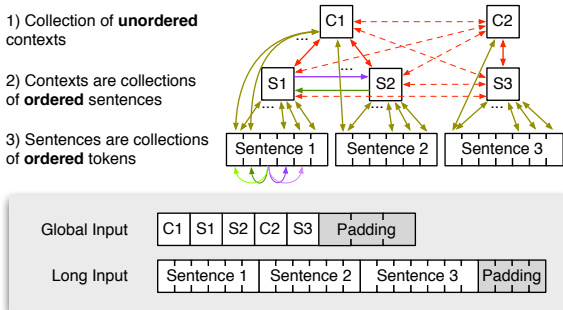 1) Collection of unordered
contexts
C1
C2
...
2) Contexts are collections
of ordered sentences
S1
S2
S3
...
...
...
...
3) Sentences are collections
of ordered tokens
Sentence 1
Sentence 2
Sentence 3
Global Input
C1 S1 S2 C2 S3 Padding
Long Input
Sentence 1 Sentence 2 Sentence 3 Padding